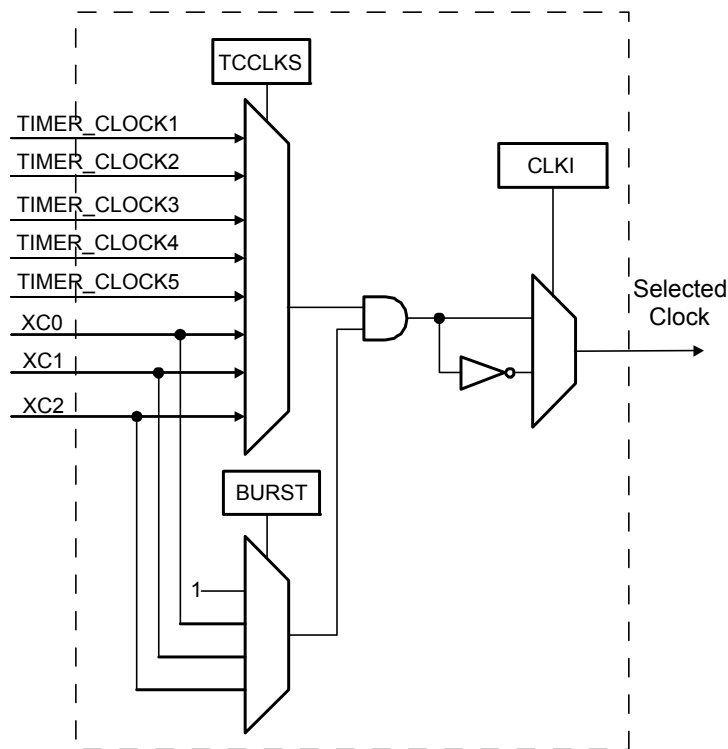 TCCLKS
TIMER_CLOCK1
TIMER_CLOCK2
CLKI
TIMER_CLOCK3
TIMER_CLOCK4
TIMER_CLOCK5
Selected
Clock
XC0
XC1
XC2
BURST
1